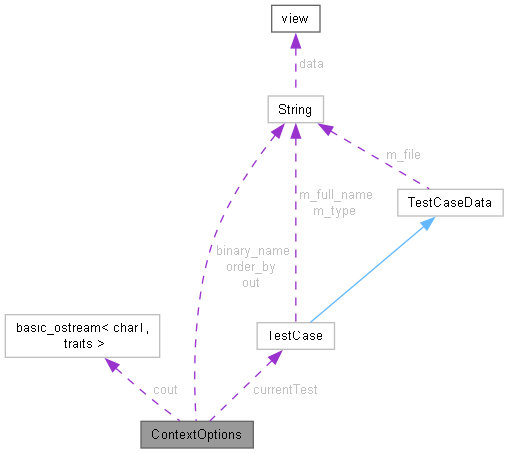 view
data
String
m_file
m_full_name
m_type
TestCaseData
binary_name
order_by
out
basic_ostream< charT,
traits >
TestCase
cout
currentTest
ContextOptions